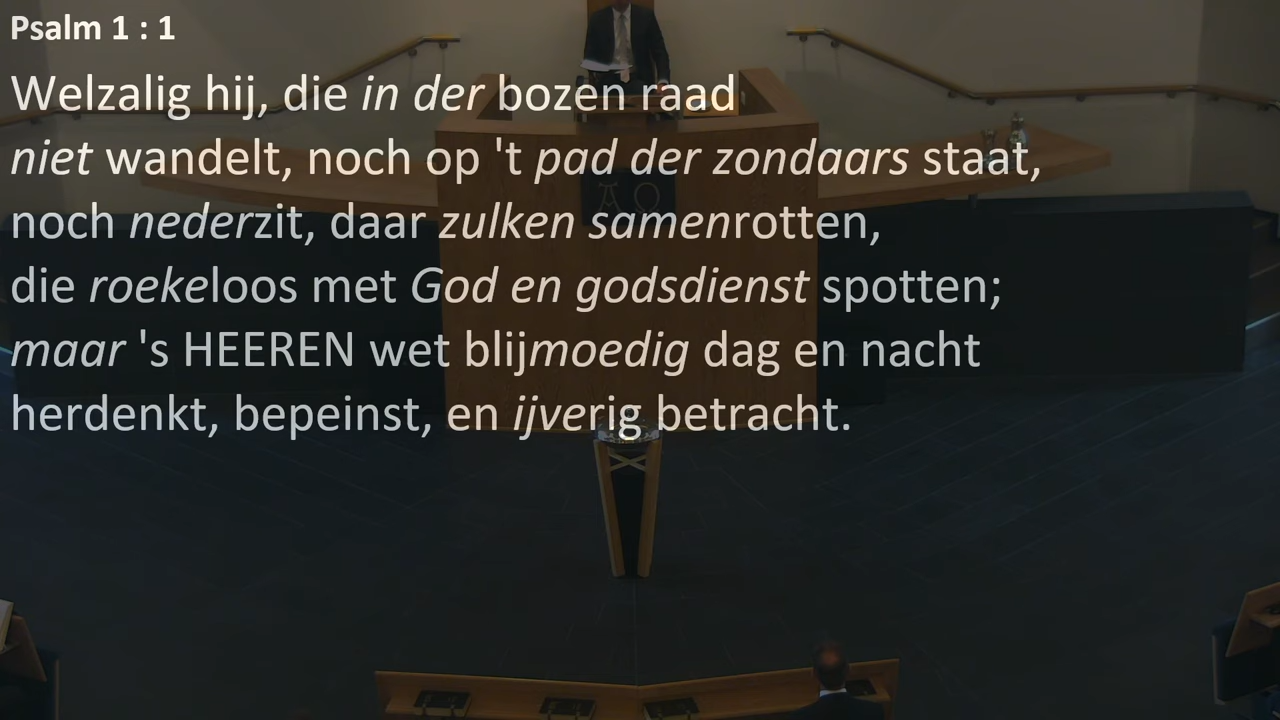 Psalm 1 : 1
Welzalig hij, die in der bozen raad
niet wandelt, noch op 't pad der zondaars staat,
noch nederzit, daar zulken samenrotten,
die roekeloos met God en godsdienst spotten;
maar 's HEEREN wet blijmoedig dag en nacht
herdenkt, bepeinst, en ijverig betracht.
Α Ω